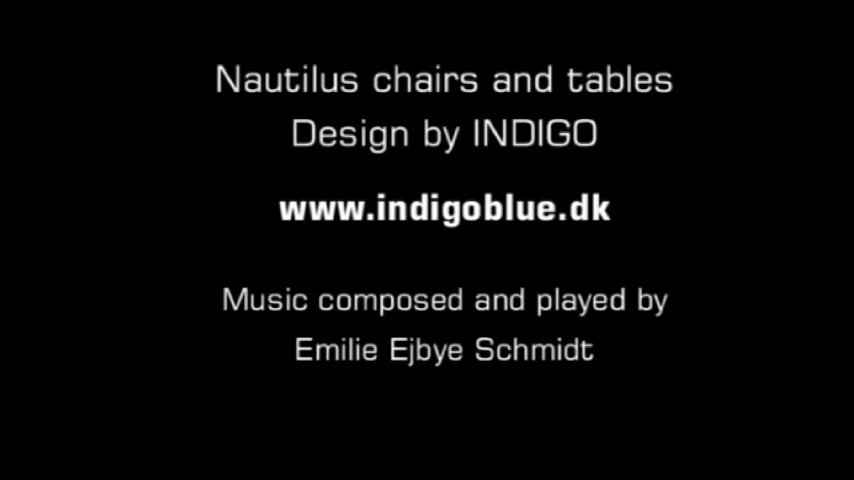 Nautilus chairs and tables
Design by INDIGO
www.indigoblue.dk
Music composed and played by
Emilie Ejbye Schmidt